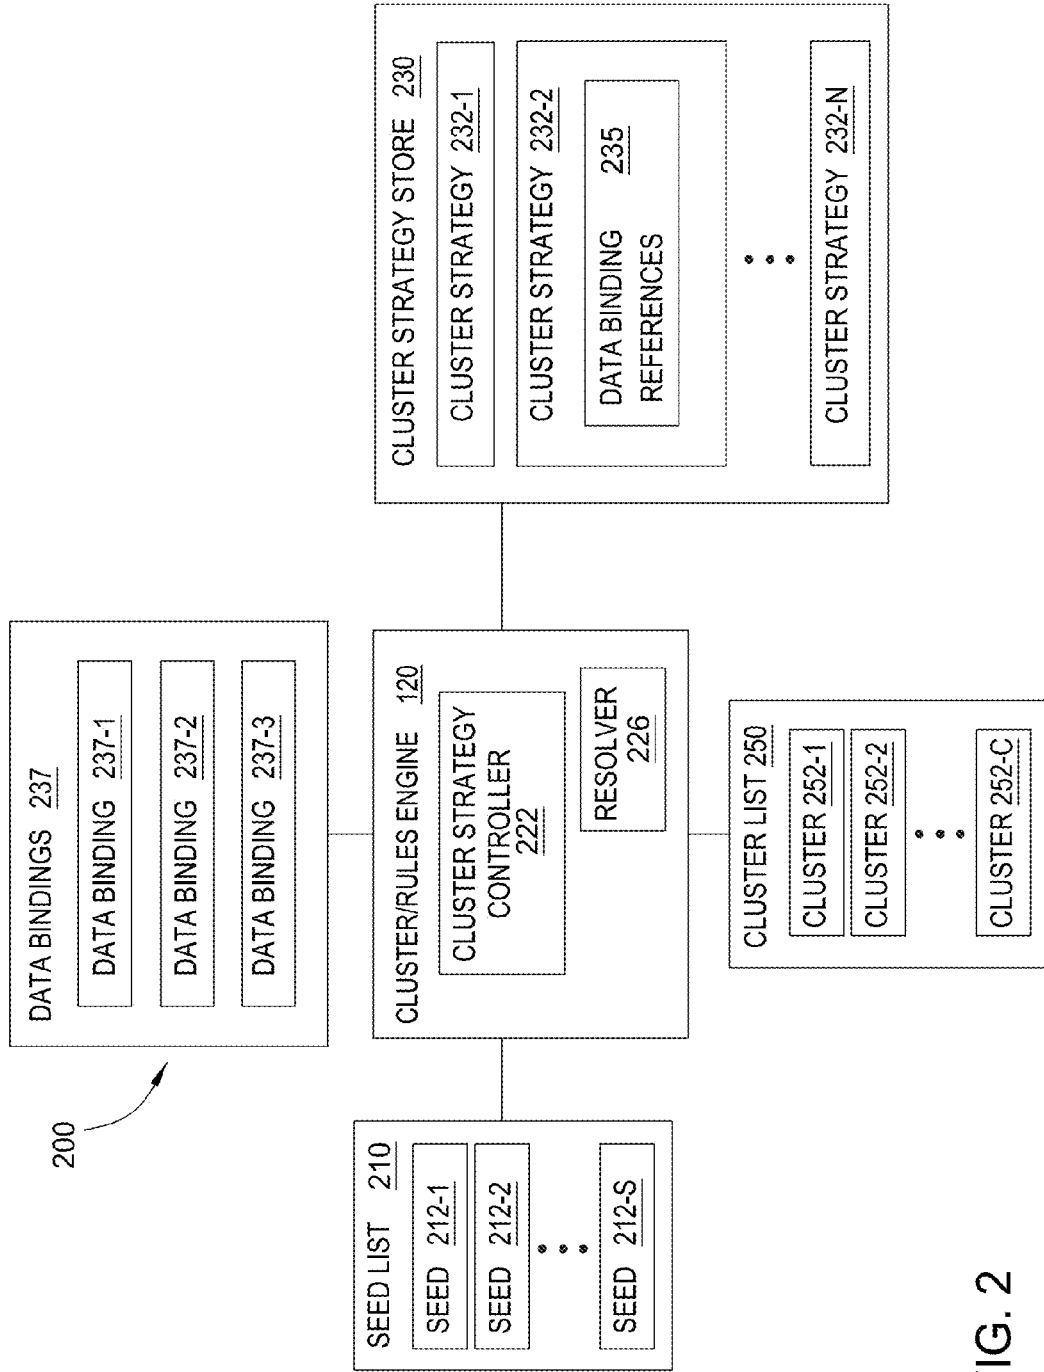 200
DATA BINDINGS 237
DATA BINDING 237-1
DATA BINDING 237-2
DATA BINDING 237-3
SEED LIST 210
SEED 212-1
SEED 212-2
SEED 212-S
CLUSTER/RULES ENGINE 120
CLUSTER STRATEGY
CONTROLLER
222
RESOLVER
226
CLUSTER STRATEGY STORE 230
CLUSTER STRATEGY 232-1
CLUSTER STRATEGY 232-2
DATA BINDING 235
REFERENCES
CLUSTER STRATEGY 232-N
CLUSTER LIST 250
CLUSTER 252-1
CLUSTER 252-2
CLUSTER 252-C
IG. 2